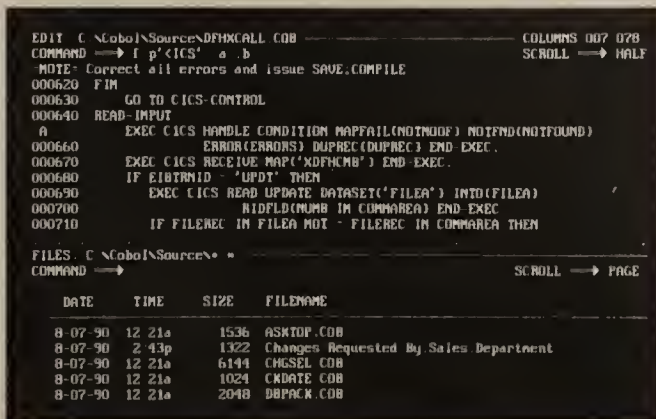 EDIT C \Cobol\Source\DFHXCALL COB COLUMNS 007 078
COMMAND ⟹ f p'<ICS' a .b SCROLL ⟹ HALF
-NOTE- Correct all errors and issue SAVE;COMPILE
000620 FIM
000630 GO TO CICS-CONTROL
000640 READ-INPUT
A EXEC CICS HANDLE CONDITION MAPFAIL(NOTMODF) NOTFND(NOTFOUND)
000660 ERROR(ERRORS) DUPREC(DUPREC) END-EXEC.
000670 EXEC CICS RECEIVE MAP('XDFHCMB') END-EXEC.
000680 IF EIBTRNID - 'UPDT' THEN
000690 EXEC CICS READ UPDATE DATASET('FILEA') INTO(FILEA)
000700 RIDFLD(NUMB IN COMMAREA) END-EXEC
000710 IF FILEREC IN FILEA NOT - FILEREC IN COMMAREA THEN
FILES. C \Cobol\Source\* *
COMMAND ⟹ SCROLL ⟹ PAGE
DATE TIME SIZE FILENAME
8-07-90 12 21a 1536 ASKTOP.COB
8-07-90 2 43p 1322 Changes Requested By.Sales Department
8-07-90 12 21a 6144 CHGSEL COB
8-07-90 12 21a 1024 CKDATE COB
8-07-90 12 21a 2048 DBPACK.COB